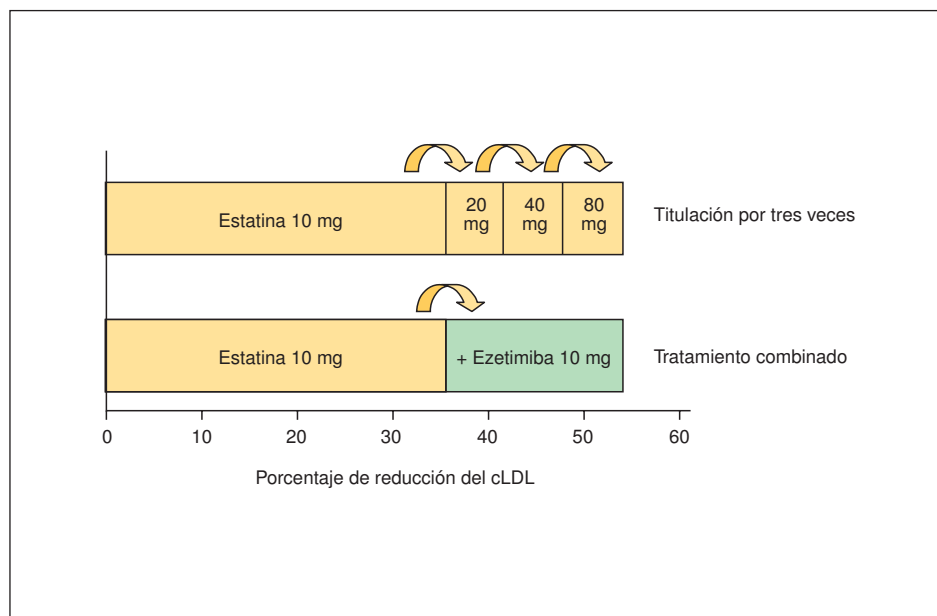 Estatina 10 mg
20
mg
40
mg
80
mg
Titulación por tres veces
Estatina 10 mg
+ Ezetimiba 10 mg
Tratamiento combinado
0 10 20 30 40 50 60
Porcentaje de reducción del cLDL